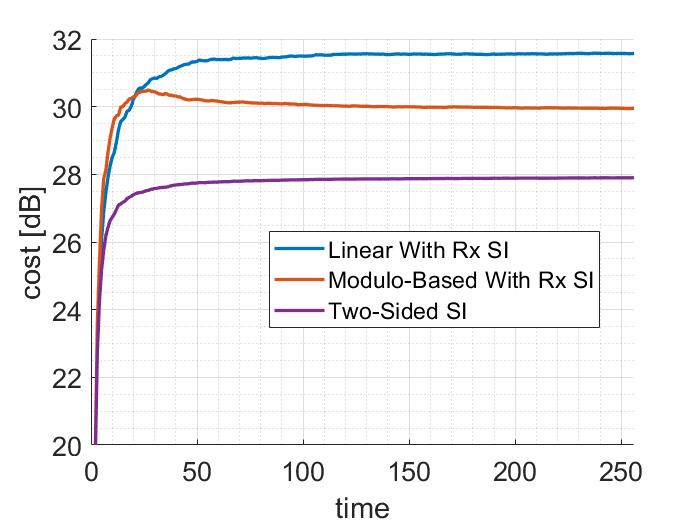 32
30
28
26
24
22
20
cost [dB]
Linear With Rx SI
Modulo-Based With Rx SI
Two-Sided SI
0 50 100 150 200 250
time